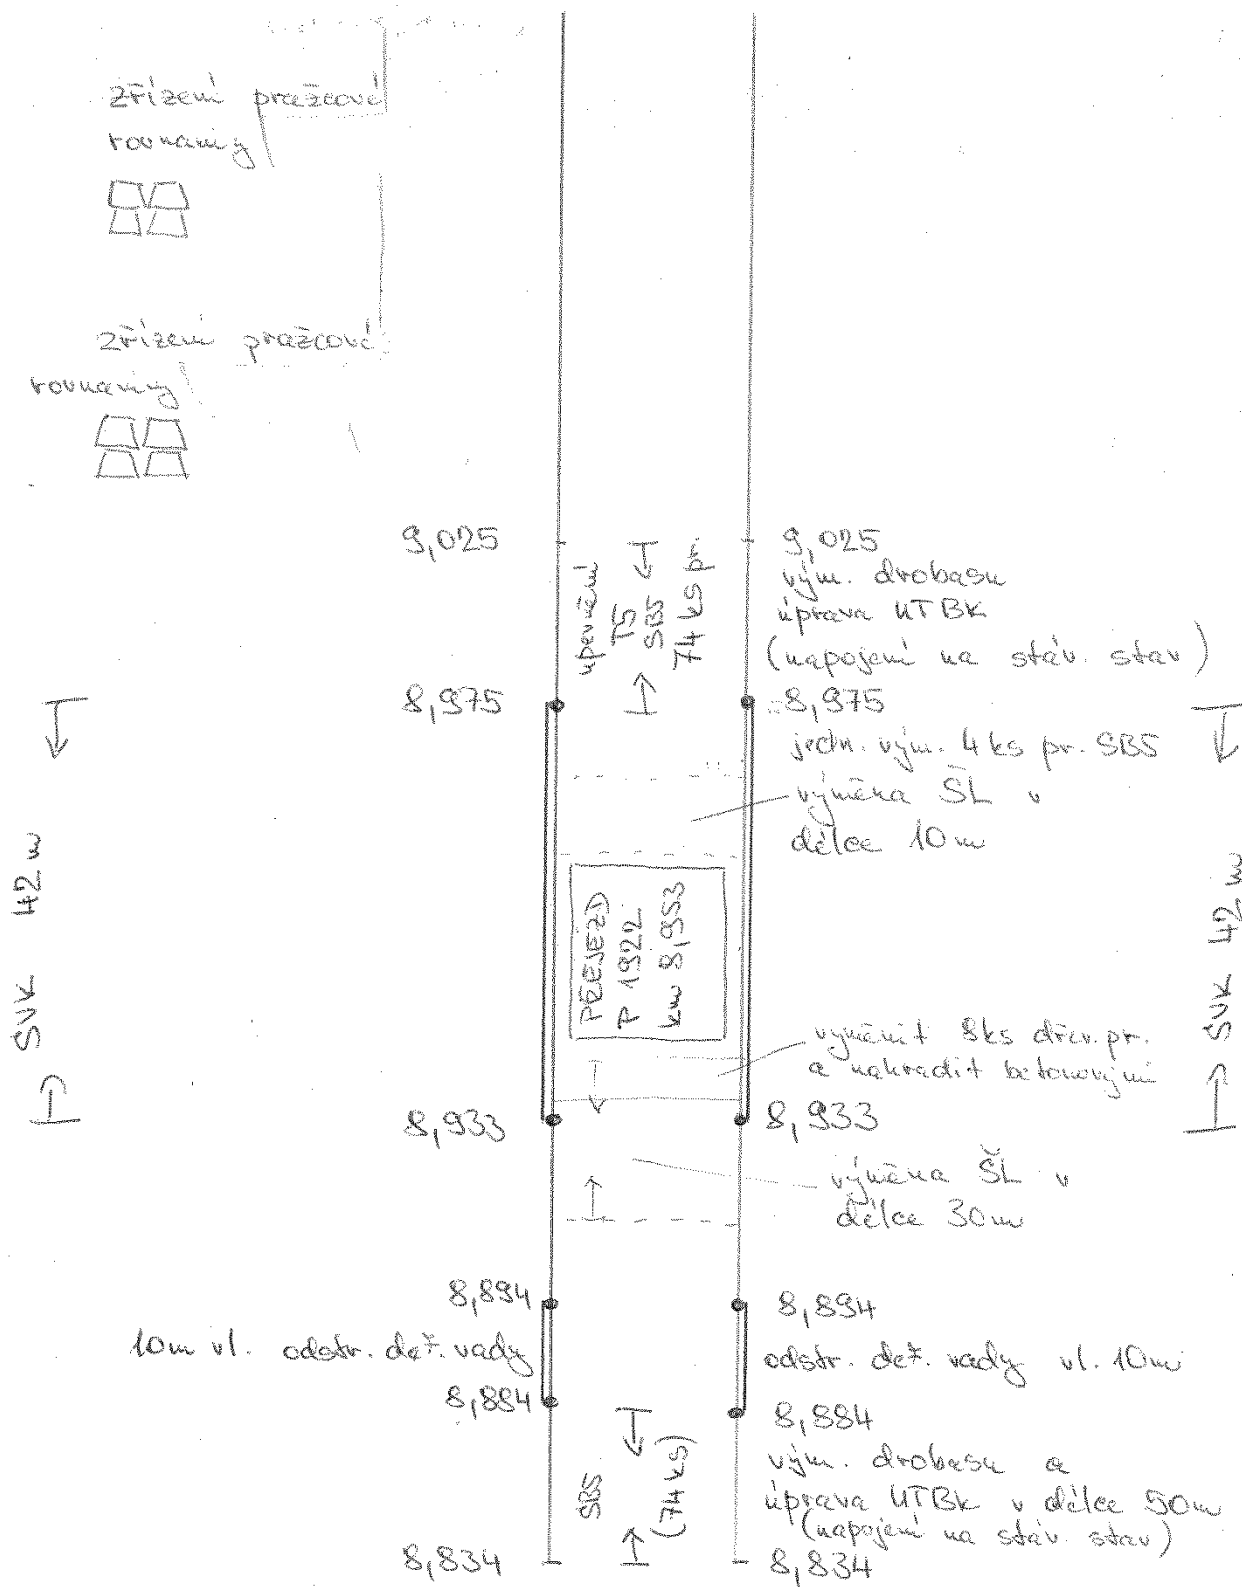 zřízení pražcové
rovnaniny
zřízení pražcové
rovnaniny
9,025
9,025
upevnění
TS
SB5
74 ks pr.
vým. drobasu
úprava UTBK
(napojení na stáv. stav)
8,975
8,975
jedn. vým. 4 ks pr. SB5
výměna ŠL v
délce 10 m
SVK 42 m
SVK 42 m
PŘEJEZD
P 1922
km 8,953
vyměnit 8ks dřev. pr.
a nahradit betonovými
8,933
8,933
výměna ŠL v
délce 30m
8,894
8,894
10m vl. odstr. def. vady
odstr. def. vady vl. 10m
8,884
8,884
SB5
(74 ks)
vým. drobasu a
úprava UTBK v délce 50m
(napojení na stáv. stav)
8,834
8,834